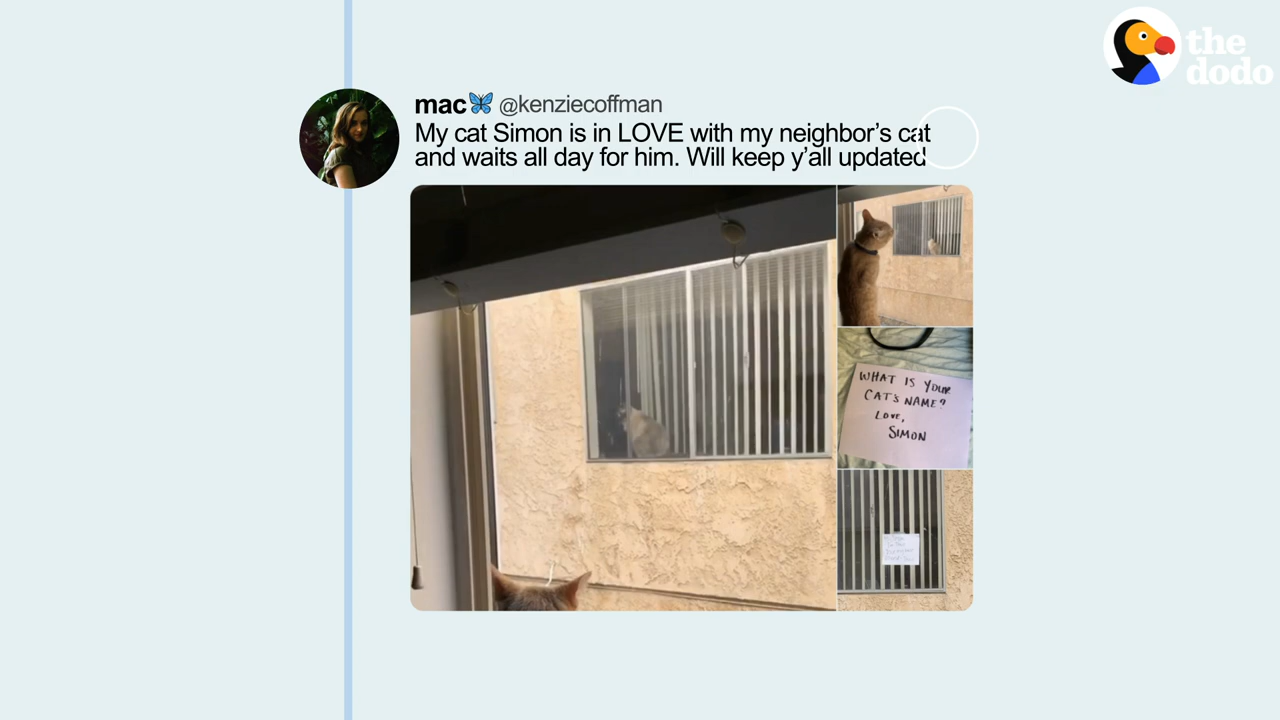 the
dodo
mac @kenziecoffman
My cat Simon is in LOVE with my neighbor's cat
and waits all day for him. Will keep y'all updated
WHAT IS YOUR
CAT'S NAME?
LOVE,
SIMON